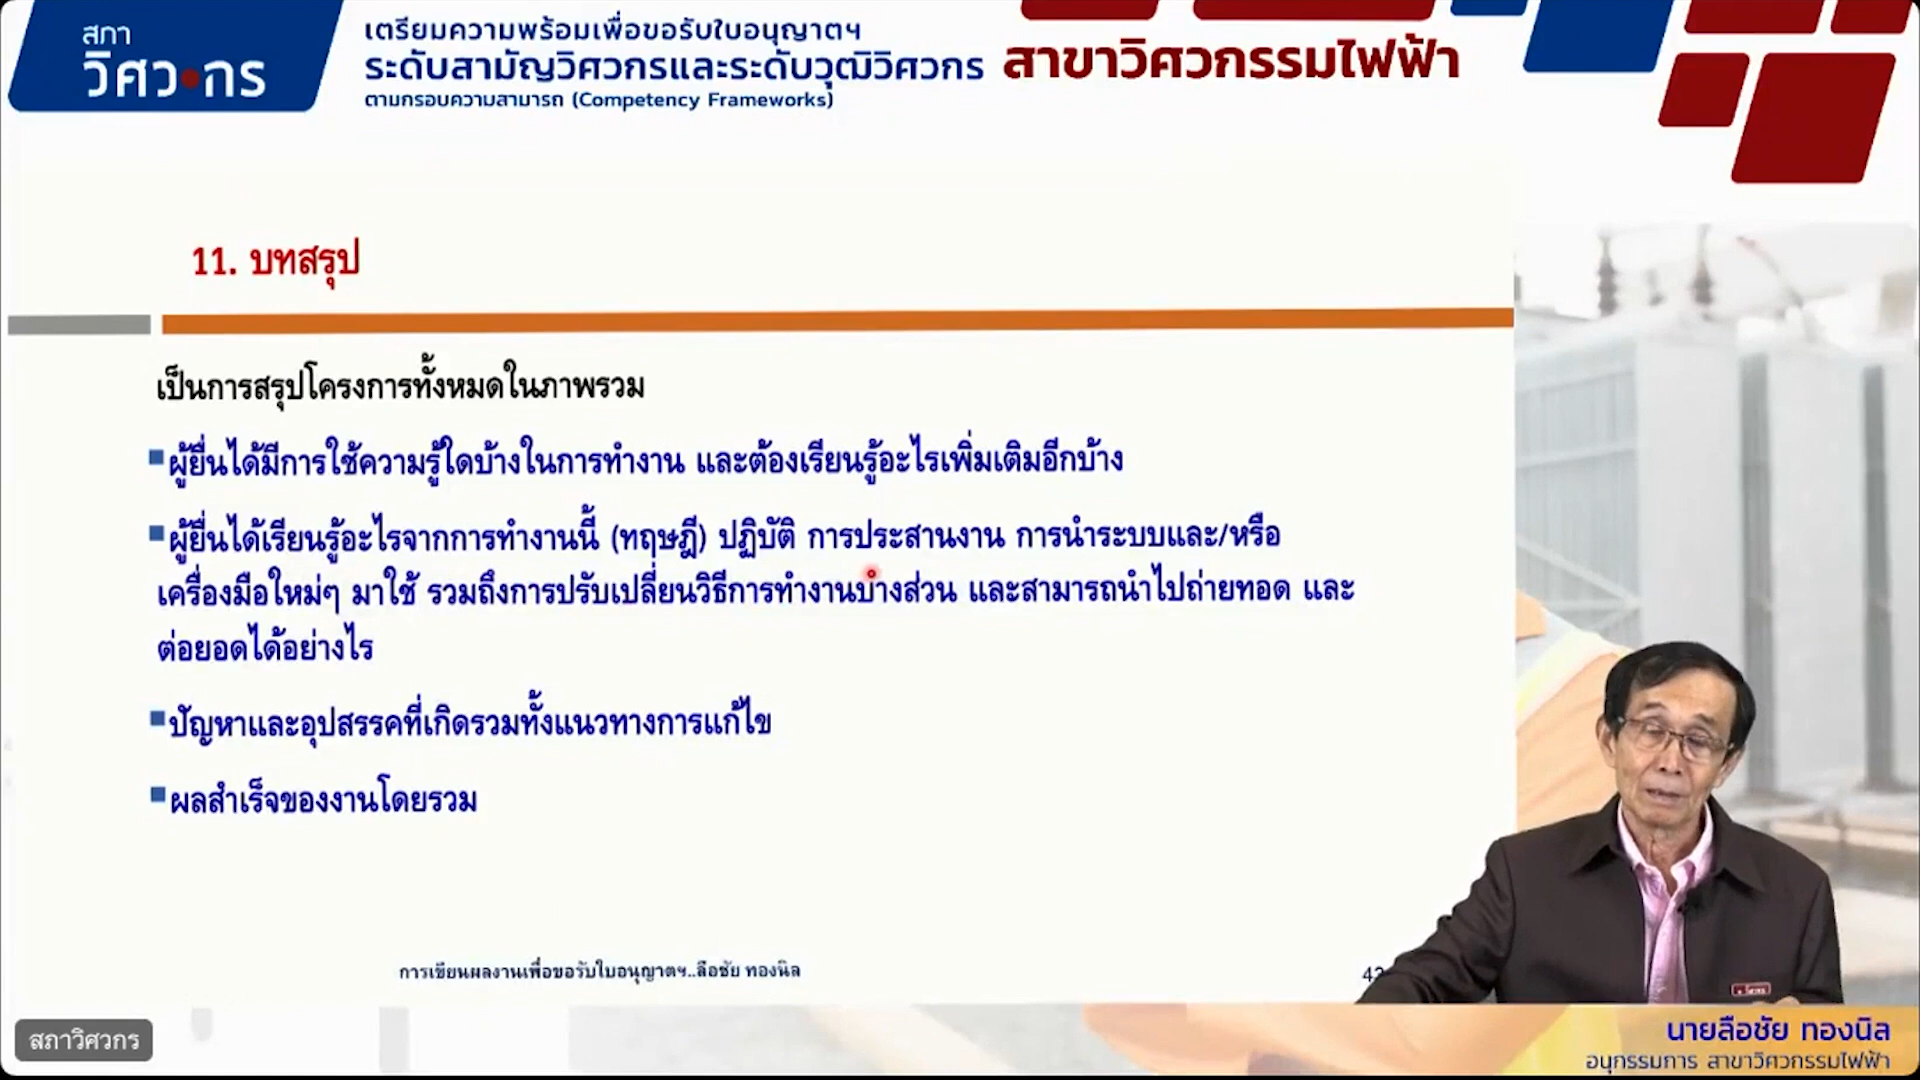 สภา
วิศวกร
เตรียมความพร้อมเพื่อขอรับใบอนุญาตฯ
ระดับสามัญวิศวกรและระดับวุฒิวิศวกร สาขาวิศวกรรมไฟฟ้า
ตามกรอบความสามารถ (Competency Frameworks)
11. บทสรุป
เป็นการสรุปโครงการทั้งหมดในภาพรวม
ผู้ยื่นได้มีการใช้ความรู้ใดบ้างในการทำงาน และต้องเรียนรู้อะไรเพิ่มเติมอีกบ้าง
ผู้ยื่นได้เรียนรู้อะไรจากการทำงานนี้ (ทฤษฎี) ปฏิบัติ การประสานงาน การนำระบบและ/หรือ
เครื่องมือใหม่ๆ มาใช้ รวมถึงการปรับเปลี่ยนวิธีการทำงานบ้างส่วน และสามารถนำไปถ่ายทอด และ
ต่อยอดได้อย่างไร
ปัญหาและอุปสรรคที่เกิดรวมทั้งแนวทางการแก้ไข
ผลสำเร็จของงานโดยรวม
การเขียนผลงานเพื่อขอรับใบอนุญาตฯ..ลือชัย ทองนิล
สภาวิศวกร
นายลือชัย ทองนิล
อนุกรรมการ สาขาวิศวกรรมไฟฟ้า